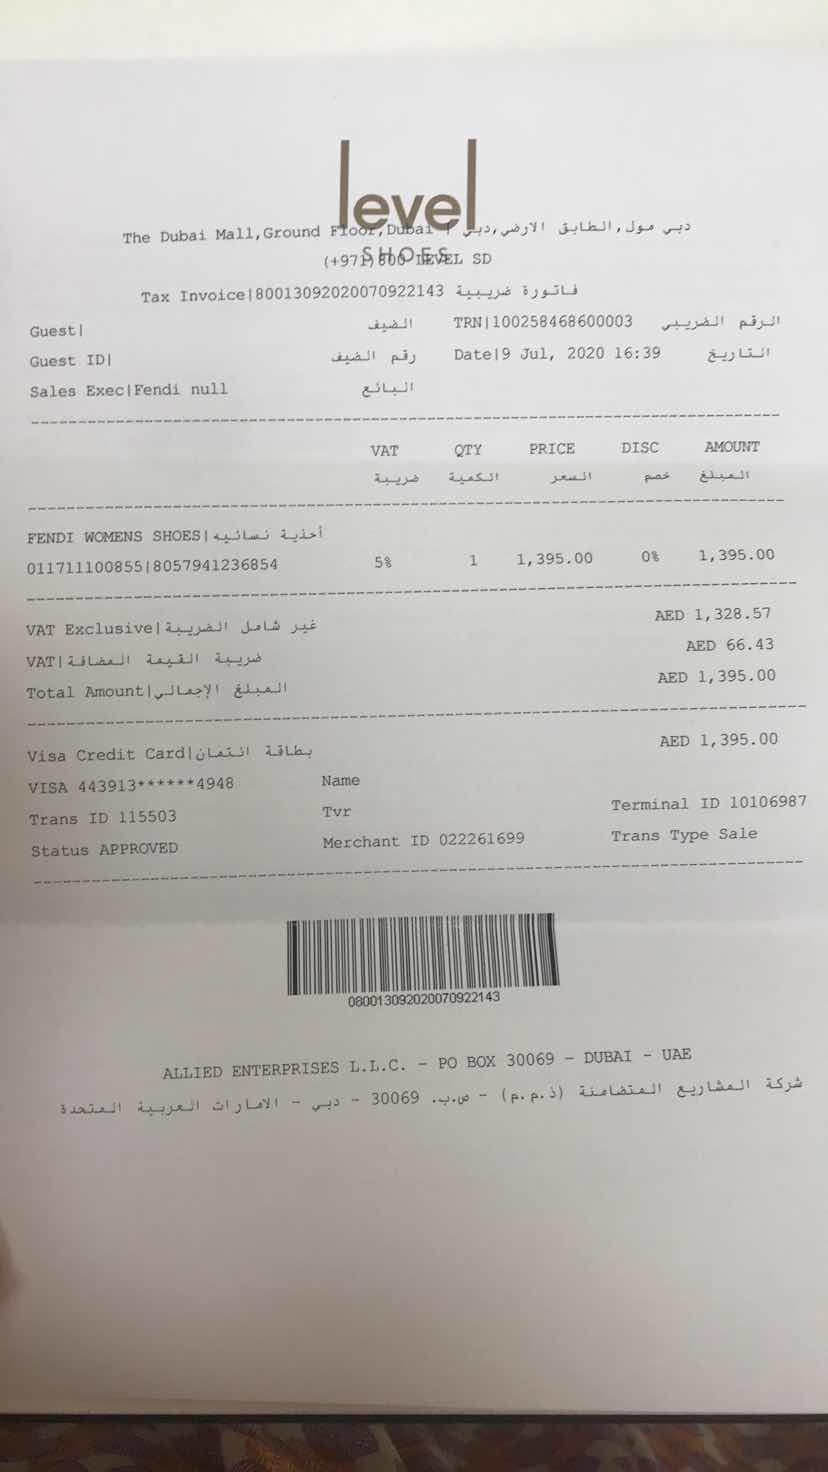 level
SHOES
The Dubai Mall,Ground Floor,Dubai | دبي مول,الطابق الارضي,دبي
(+971)800 LEVEL SD
Tax Invoice|80013092020070922143 فاتورة ضريبية
Guest| الضيف TRN|100258468600003 الرقم الضريبي
Guest ID| رقم الضيف Date|9 Jul, 2020 16:39 التاريخ
Sales Exec|Fendi null البائع
VAT QTY PRICE DISC AMOUNT
ضريبة الكمية السعر خصم المبلغ
FENDI WOMENS SHOES|أحذية نسائيه
011711100855|8057941236854 5% 1 1,395.00 0% 1,395.00
VAT Exclusive|غير شامل الضريبة AED 1,328.57
VAT|ضريبة القيمة المضافة AED 66.43
Total Amount|المبلغ الإجمالي AED 1,395.00
Visa Credit Card|بطاقة ائتمان AED 1,395.00
VISA 443913******4948 Name
Trans ID 115503 Tvr Terminal ID 10106987
Status APPROVED Merchant ID 022261699 Trans Type Sale
080013092020070922143
ALLIED ENTERPRISES L.L.C. - PO BOX 30069 - DUBAI - UAE
شركة المشاريع المتضامنة (ذ.م.م) - ص.ب. 30069 - دبي - الامارات العربية المتحدة